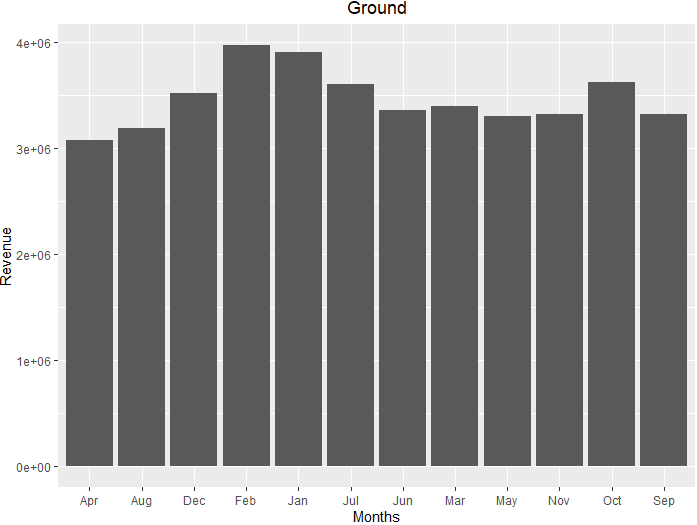 Ground
Revenue
4e+06
3e+06
2e+06
1e+06
0e+00
Apr Aug Dec Feb Jan Jul Jun Mar May Nov Oct Sep
Months